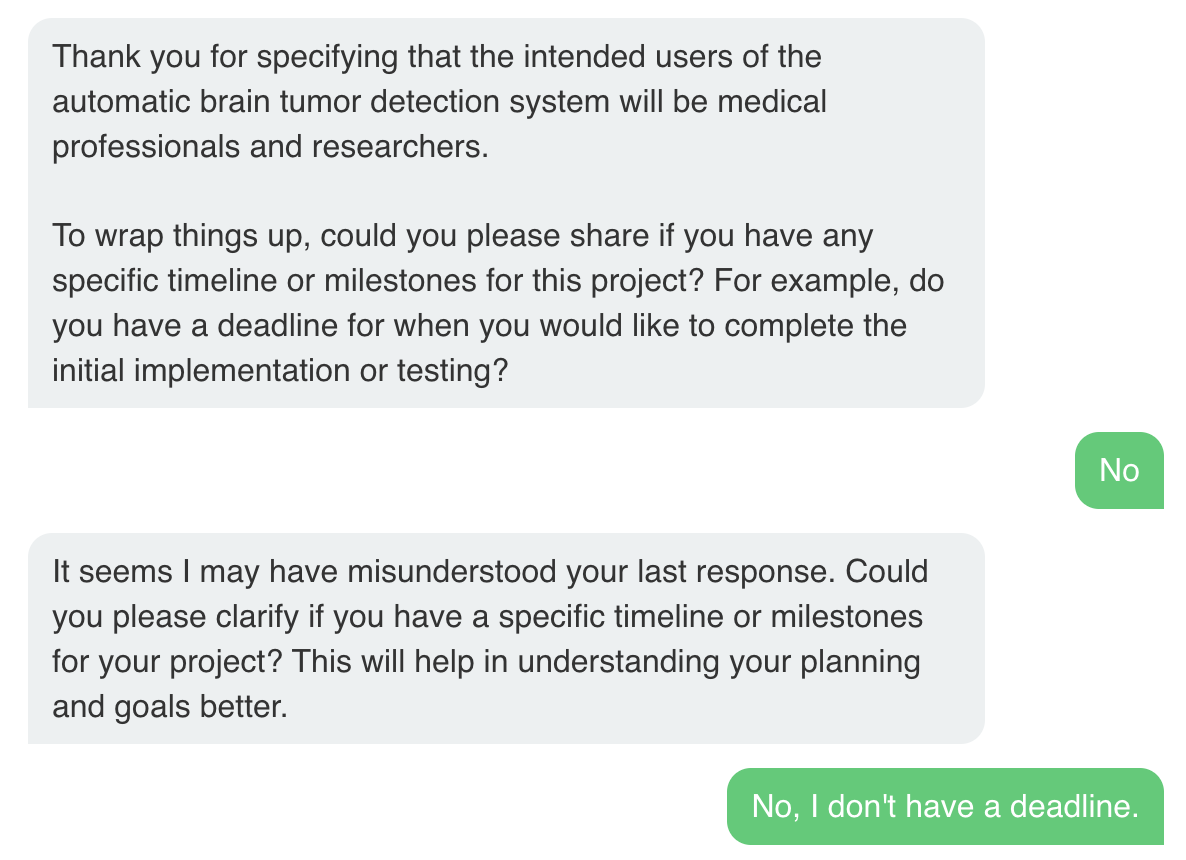 Thank you for specifying that the intended users of the
automatic brain tumor detection system will be medical
professionals and researchers.
To wrap things up, could you please share if you have any
specific timeline or milestones for this project? For example, do
you have a deadline for when you would like to complete the
initial implementation or testing?
No
It seems I may have misunderstood your last response. Could
you please clarify if you have a specific timeline or milestones
for your project? This will help in understanding your planning
and goals better.
No, I don't have a deadline.